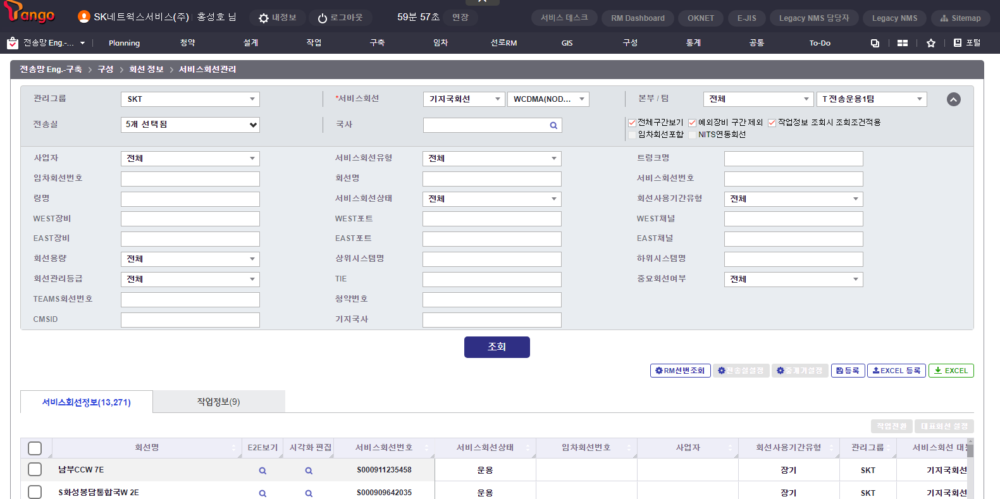 Tango SK네트웍스서비스(주) 홍성호 님 내정보 로그아웃 59분 57초 연장 서비스 데스크 RM Dashboard OKNET E-JIS Legacy NMS 담당자 Legacy NMS Sitemap
전송망 Eng.-... Planning 청약 설계 작업 구축 임차 선로RM GIS 구성 통계 공통 To-Do 포털
전송망 Eng.-구축 > 구성 > 회선 정보 > 서비스회선관리
관리그룹 SKT *서비스회선 기지국회선 WCDMA(NOD... 본부 / 팀 전체 T전송운용1팀
전송실 5개 선택됨 국사 전체구간보기 예외장비 구간 제외 작업정보 조회시 조회조건적용
임차회선포함 NITS연동회선
사업자 전체 서비스회선유형 전체 트렁크명
임차회선번호 회선명 서비스회선번호
링명 서비스회선상태 전체 회선사용기간유형 전체
WEST장비 WEST포트 WEST채널
EAST장비 EAST포트 EAST채널
회선용량 전체 상위시스템명 하위시스템명
회선관리등급 전체 TIE 중요회선여부 전체
TEAMS회선번호 청약번호
CMSID 기지국사
조회
RM선번조회 전송실설정 중계기설정 등록 EXCEL 등록 EXCEL
서비스회선정보(13,271) 작업정보(9)
작업전환 대표회선 설정
회선명 E2E보기 시각화 편집 서비스회선번호 서비스회선상태 임차회선번호 사업자 회선사용기간유형 관리그룹 서비스회선 대
남부CCW 7E S000911235458 운용 장기 SKT 기지국회선
S화성봉담통합국W 2E S000909642035 운용 장기 SKT 기지국회선